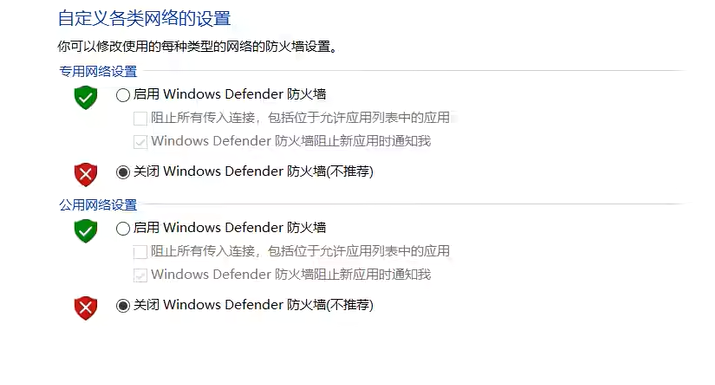 自定义各类网络的设置
你可以修改使用的每种类型的网络的防火墙设置。
专用网络设置
启用 Windows Defender 防火墙
阻止所有传入连接，包括位于允许应用列表中的应用
Windows Defender 防火墙阻止新应用时通知我
关闭 Windows Defender 防火墙(不推荐)
公用网络设置
启用 Windows Defender 防火墙
阻止所有传入连接，包括位于允许应用列表中的应用
Windows Defender 防火墙阻止新应用时通知我
关闭 Windows Defender 防火墙(不推荐)